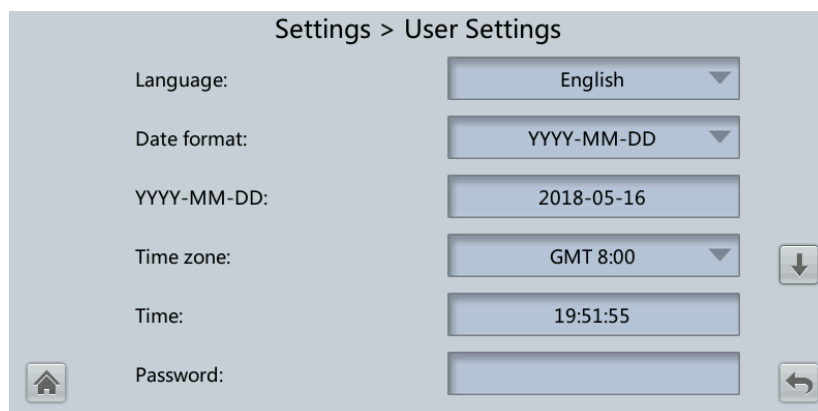 Settings > User Settings
Language: English
Date format: YYYY-MM-DD
YYYY-MM-DD: 2018-05-16
Time zone: GMT 8:00
Time: 19:51:55
Password: